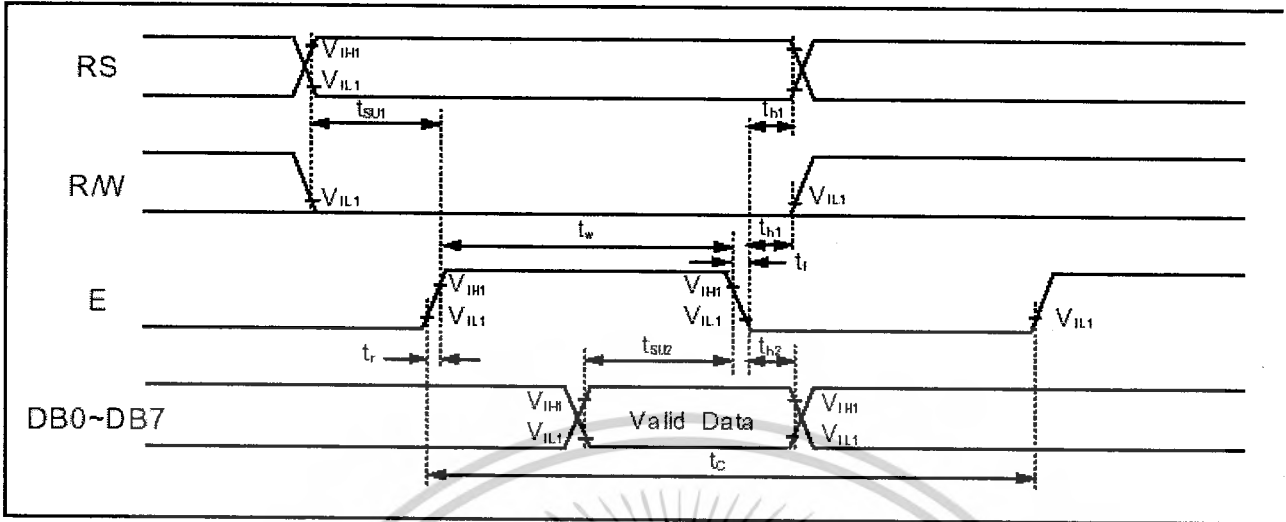 RS
VIH1
VIL1
tSU1
th1
R/W
VIL1
VIL1
tw
th1
tf
E
VIH1
VIL1
VIH1
VIL1
VIL1
tr
tSU2
th2
DB0~DB7
VIH1
VIL1
Valid Data
VIH1
VIL1
tC